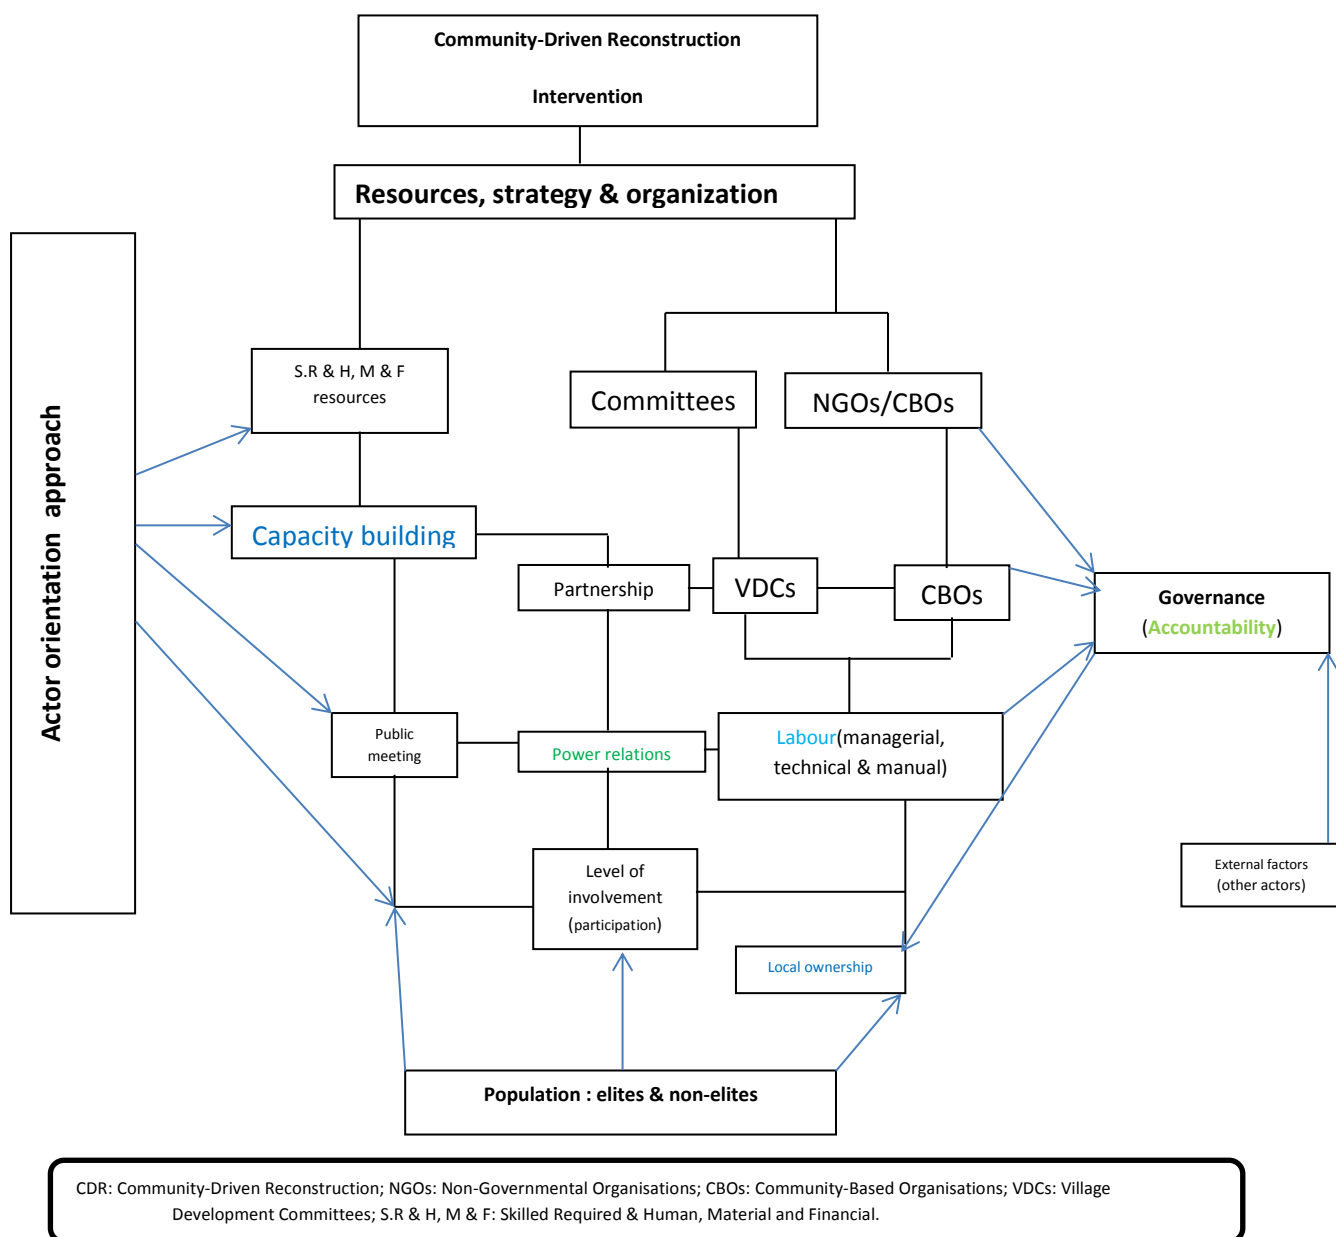 Community-Driven Reconstruction
Intervention
Resources, strategy & organization
Actor orientation  approach
S.R & H, M & F
resources
Committees
NGOs/CBOs
Capacity building
Partnership
VDCs
CBOs
Governance
(Accountability)
Public
meeting
Power relations
Labour(managerial,
technical & manual)
Level of
involvement
(participation)
External factors
(other actors)
Local ownership
Population : elites & non-elites
CDR: Community-Driven Reconstruction; NGOs: Non-Governmental Organisations; CBOs: Community-Based Organisations; VDCs: Village
Development Committees; S.R & H, M & F: Skilled Required & Human, Material and Financial.